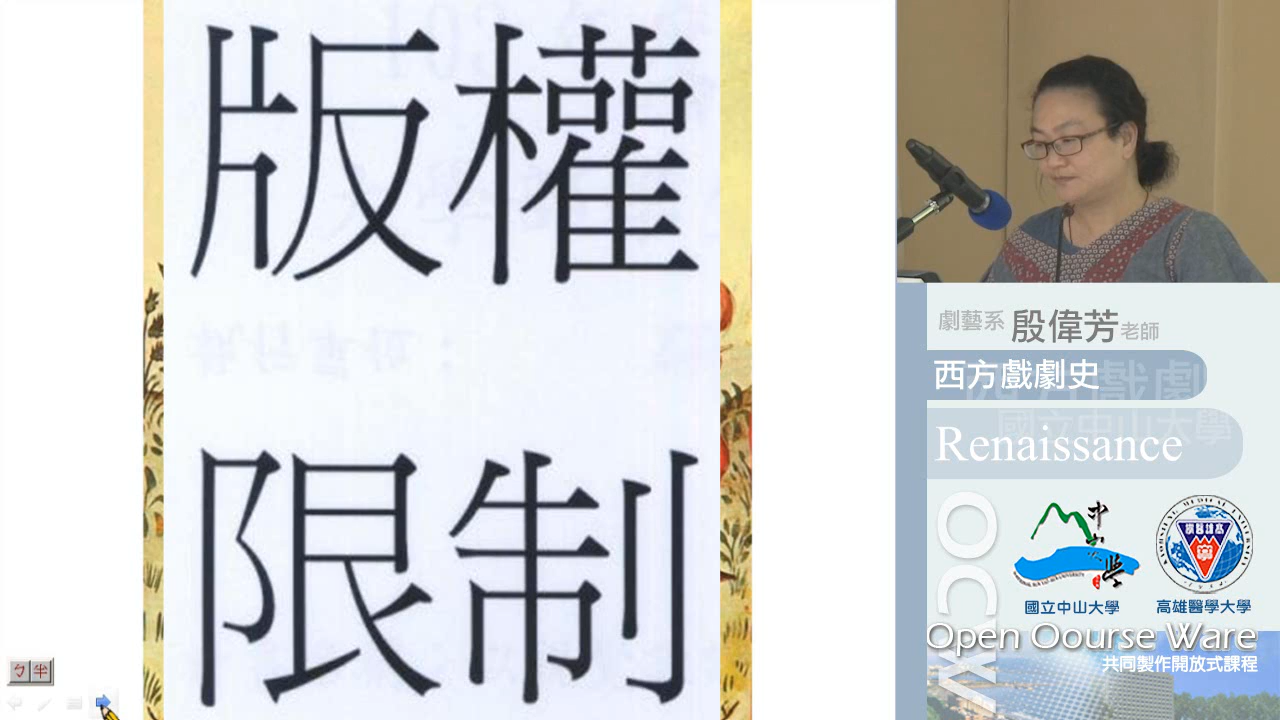 版權
限制
ㄅ半
劇藝系 殷偉芳老師
西方戲劇史
Renaissance
國立中山大學
高雄醫學大學
Open Oourse Ware
共同製作開放式課程
OCW